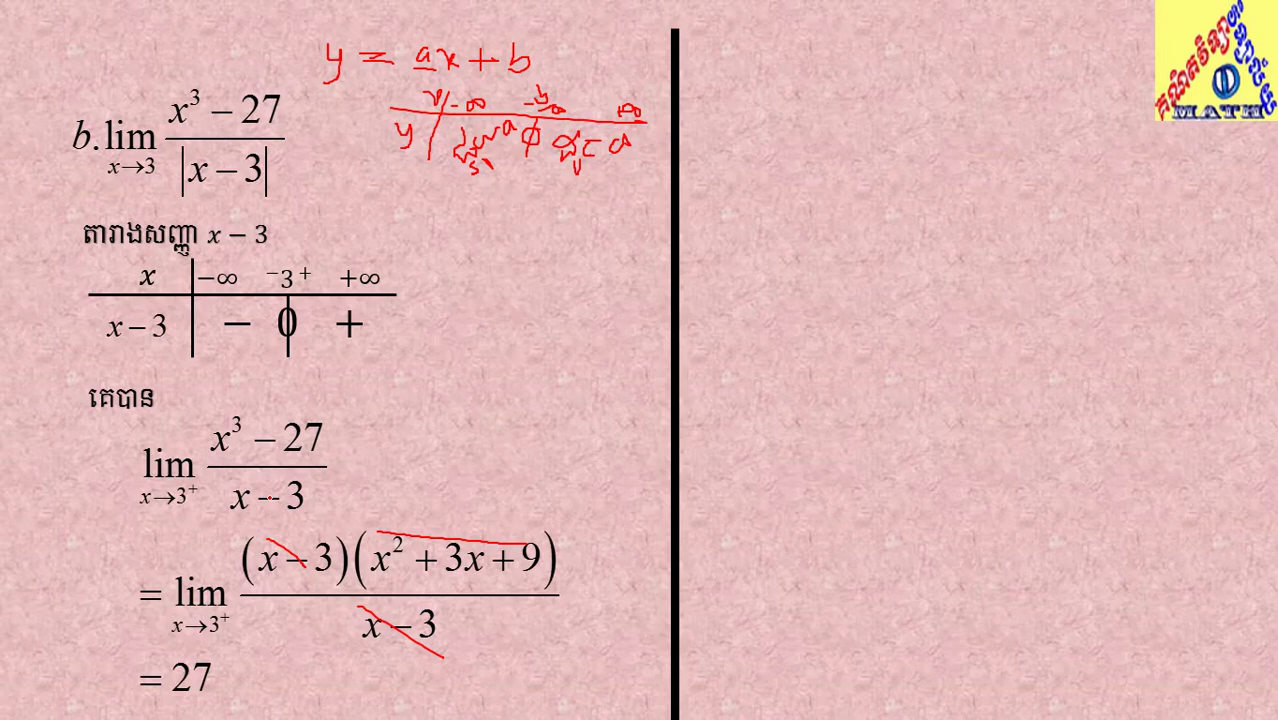 y = ax + b
b. lim x→3 (x³ − 27) / |x − 3|
x −∞ −b/a +∞
y
តារាងសញ្ញា x − 3
x −∞ ⁻3⁺ +∞
x − 3 − 0 +
គេបាន
lim x→3⁺ (x³ − 27) / (x − 3)
= lim x→3⁺ (x − 3)(x² + 3x + 9) / (x − 3)
= 27
MATH